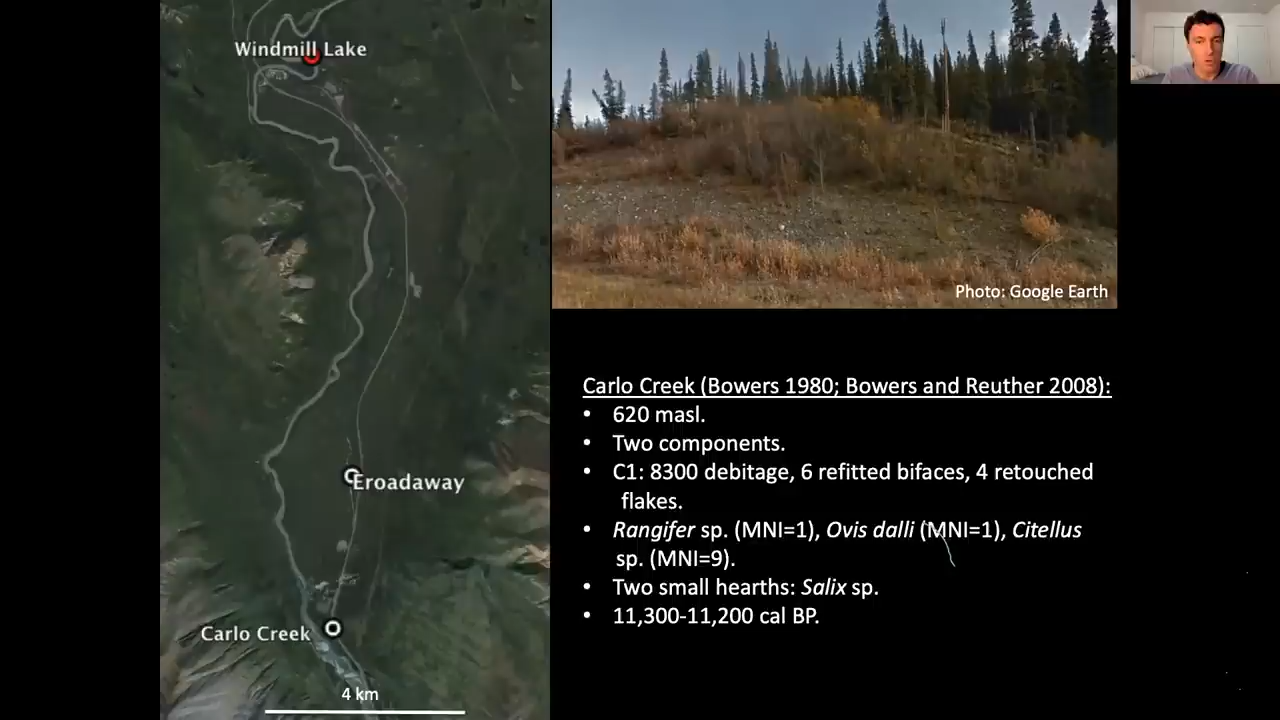 Windmill Lake
Eroadaway
Carlo Creek
4 km
Photo: Google Earth
Carlo Creek (Bowers 1980; Bowers and Reuther 2008):
• 620 masl.
• Two components.
• C1: 8300 debitage, 6 refitted bifaces, 4 retouched
flakes.
• Rangifer sp. (MNI=1), Ovis dalli (MNI=1), Citellus
sp. (MNI=9).
• Two small hearths: Salix sp.
• 11,300-11,200 cal BP.